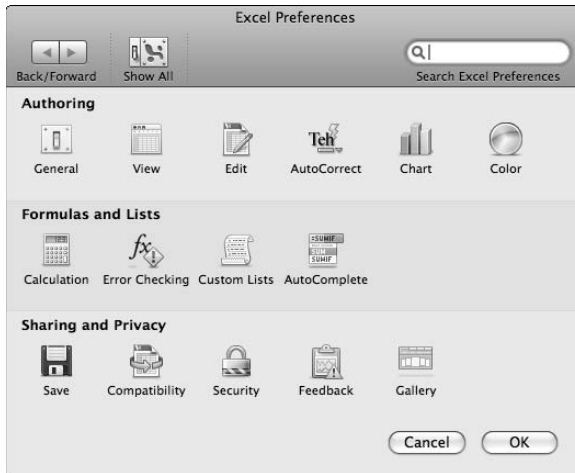 Excel Preferences
Back/Forward Show All Search Excel Preferences
Authoring
Teh
General View Edit AutoCorrect Chart Color
Formulas and Lists
fx =SUMIF
SUM
SUMIF
Calculation Error Checking Custom Lists AutoComplete
Sharing and Privacy
Save Compatibility Security Feedback Gallery
Cancel OK